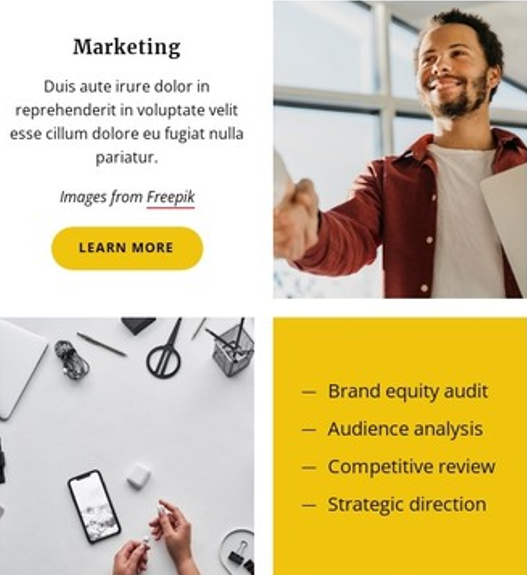 Marketing
Duis aute irure dolor in
reprehenderit in voluptate velit
esse cillum dolore eu fugiat nulla
pariatur.
Images from Freepik
LEARN MORE
— Brand equity audit
— Audience analysis
— Competitive review
— Strategic direction